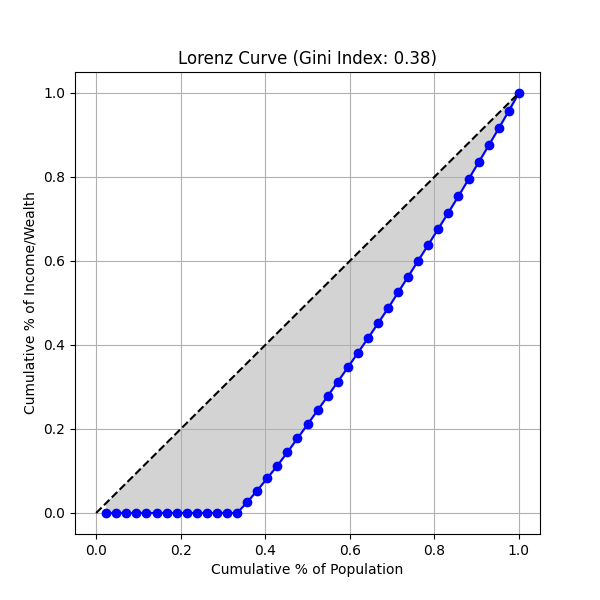 Lorenz Curve (Gini Index: 0.38)
1.0
0.8
0.6
0.4
0.2
0.0
Cumulative % of Income/Wealth
0.0 0.2 0.4 0.6 0.8 1.0
Cumulative % of Population